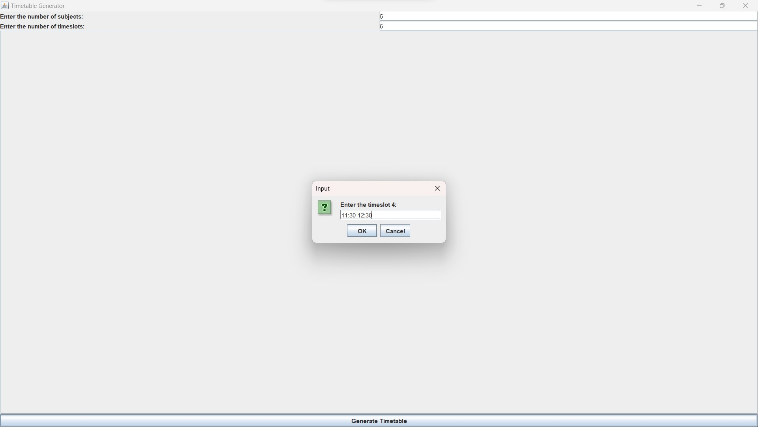 Timetable Generator
Enter the number of subjects:
Enter the number of timeslots:
6
Input
Enter the timeslot 4:
11:30-12:30
OK
Cancel
Generate Timetable